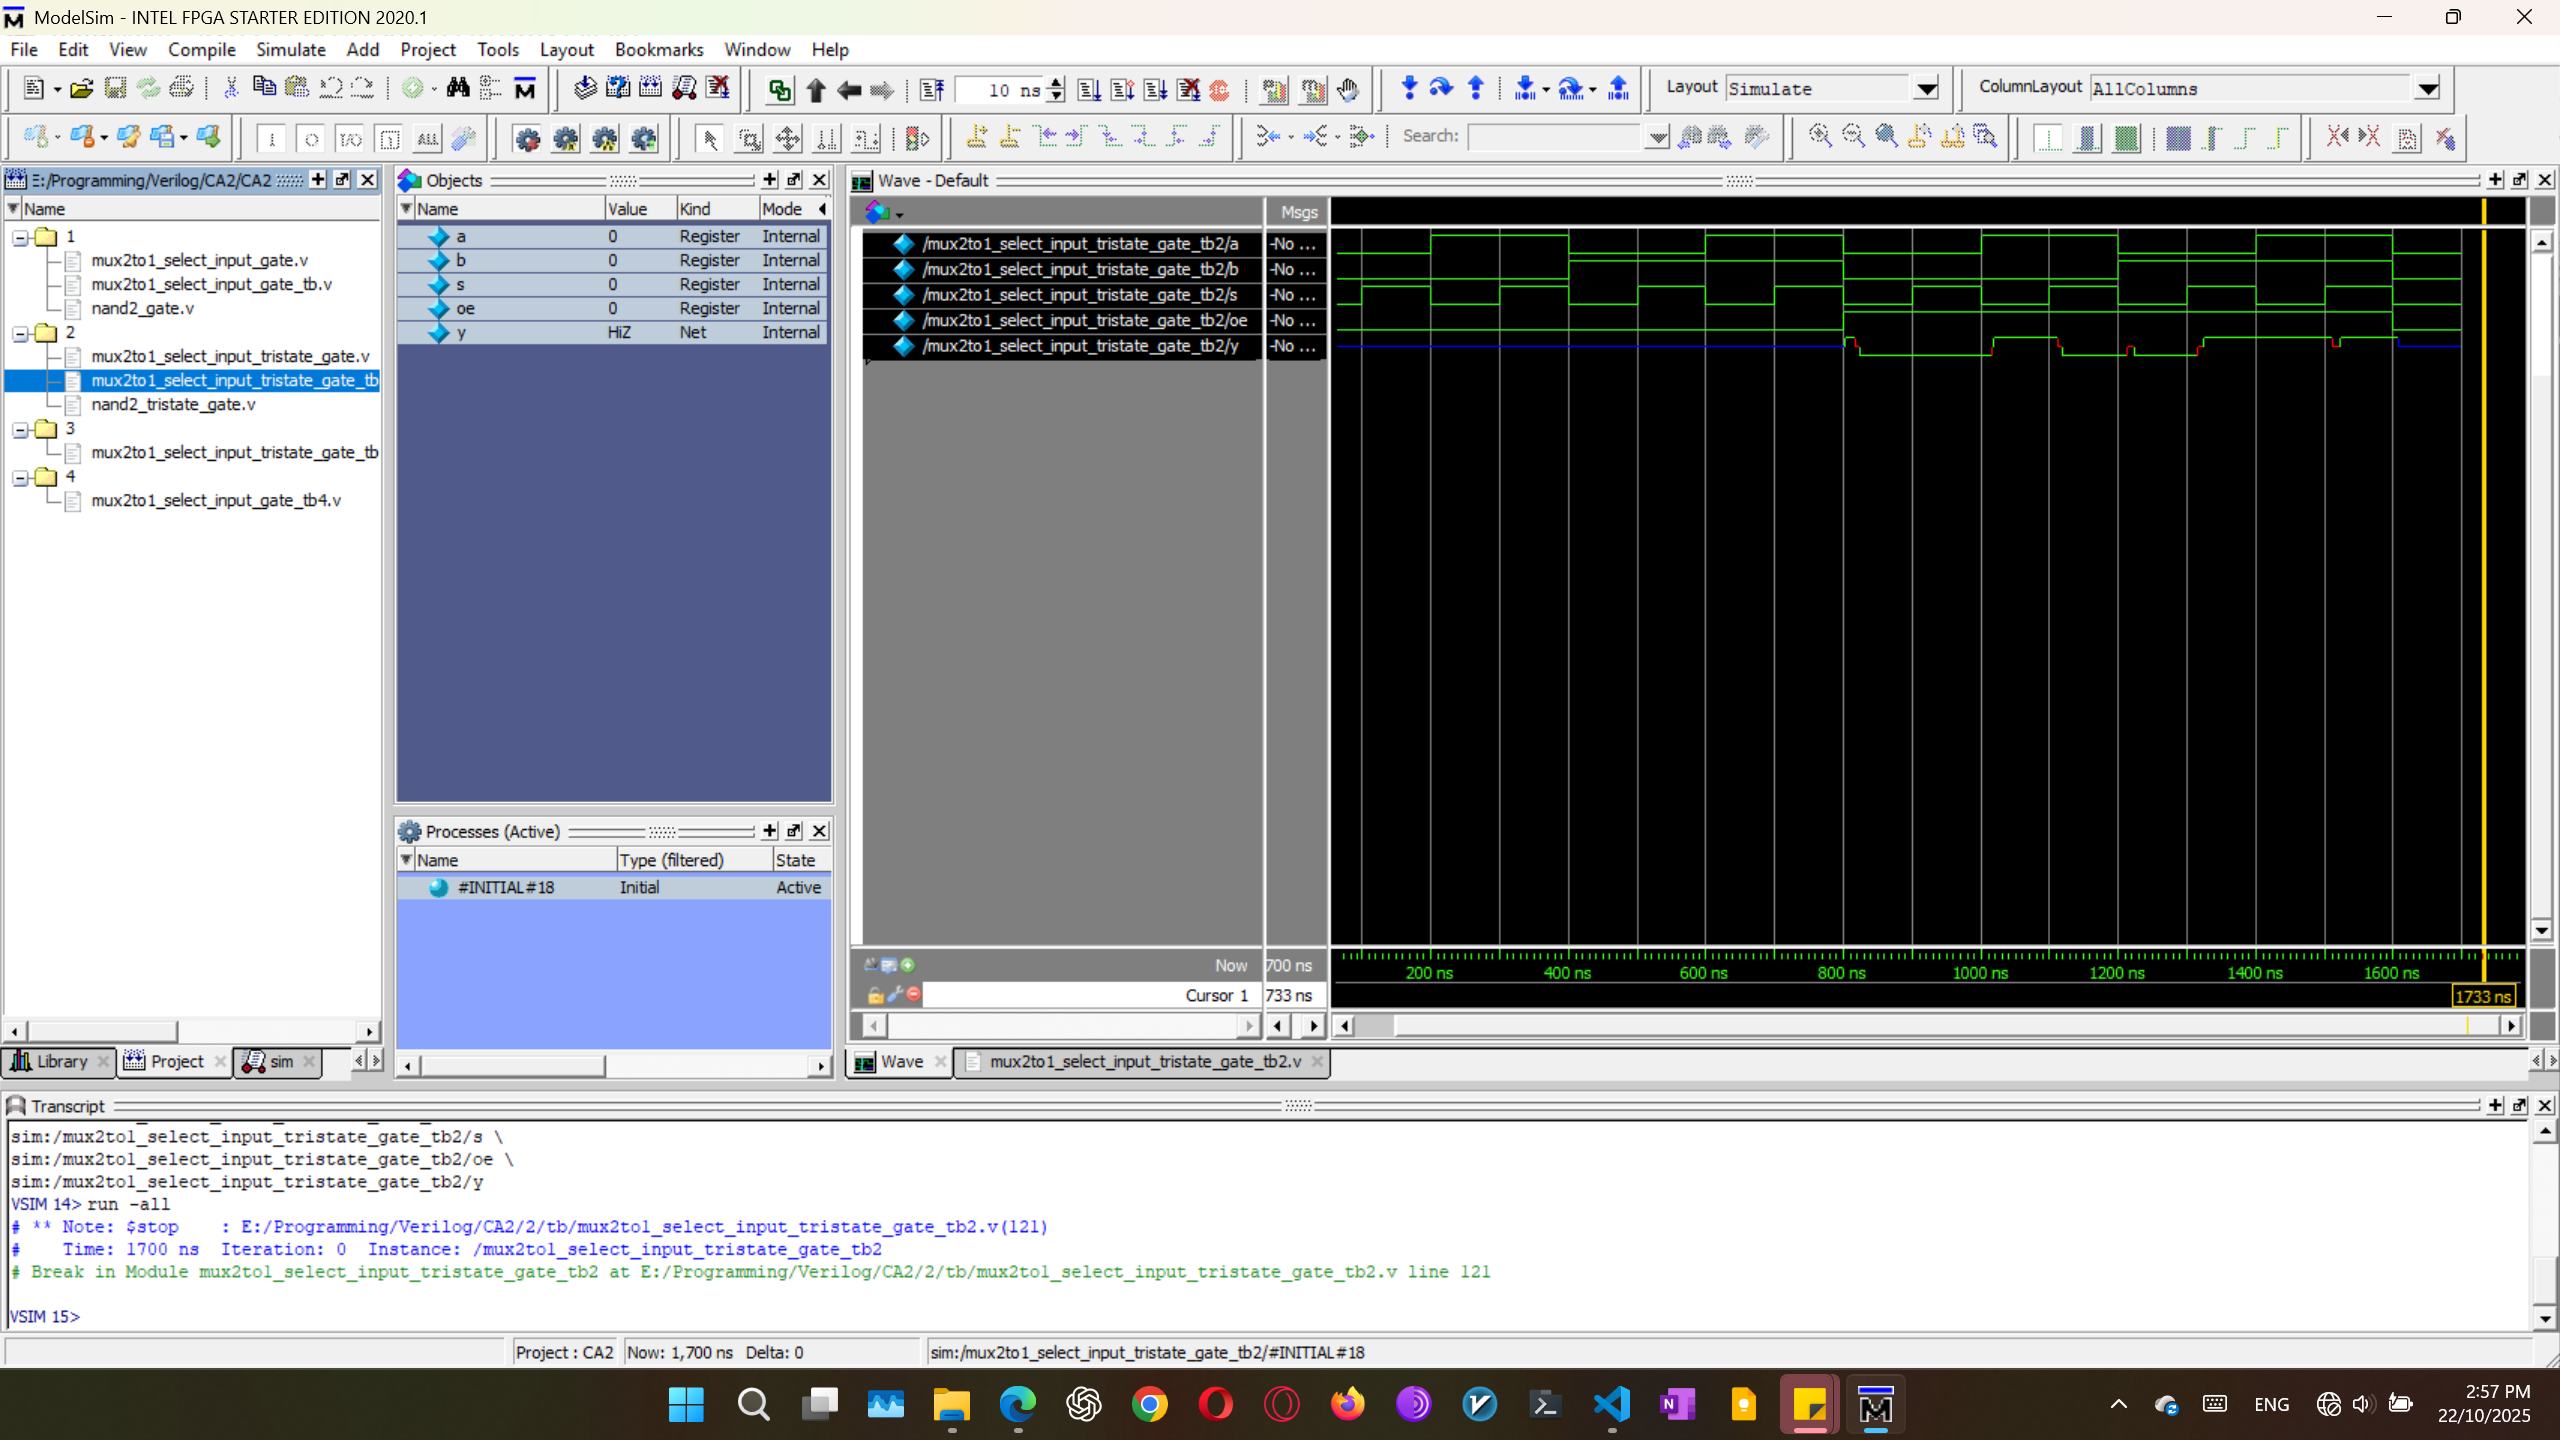 ModelSim - INTEL FPGA STARTER EDITION 2020.1
File Edit View Compile Simulate Add Project Tools Layout Bookmarks Window Help
10 ns
Layout Simulate
ColumnLayout AllColumns
Search:
E:/Programming/Verilog/CA2/CA2
Name
1
mux2to1_select_input_gate.v
mux2to1_select_input_gate_tb.v
nand2_gate.v
2
mux2to1_select_input_tristate_gate.v
mux2to1_select_input_tristate_gate_tb
nand2_tristate_gate.v
3
mux2to1_select_input_tristate_gate_tb
4
mux2to1_select_input_gate_tb4.v
Library
Project
sim
Objects
Name Value Kind Mode
a 0 Register Internal
b 0 Register Internal
s 0 Register Internal
oe 0 Register Internal
y HiZ Net Internal
Processes (Active)
Name Type (filtered) State
#INITIAL#18 Initial Active
Wave - Default
Msgs
/mux2to1_select_input_tristate_gate_tb2/a -No ...
/mux2to1_select_input_tristate_gate_tb2/b -No ...
/mux2to1_select_input_tristate_gate_tb2/s -No ...
/mux2to1_select_input_tristate_gate_tb2/oe -No ...
/mux2to1_select_input_tristate_gate_tb2/y -No ...
Now 700 ns
200 ns 400 ns 600 ns 800 ns 1000 ns 1200 ns 1400 ns 1600 ns
Cursor 1 733 ns
1733 ns
Wave
mux2to1_select_input_tristate_gate_tb2.v
Transcript
sim:/mux2to1_select_input_tristate_gate_tb2/s \
sim:/mux2to1_select_input_tristate_gate_tb2/oe \
sim:/mux2to1_select_input_tristate_gate_tb2/y
VSIM 14> run -all
# ** Note: $stop : E:/Programming/Verilog/CA2/2/tb/mux2to1_select_input_tristate_gate_tb2.v(121)
# Time: 1700 ns Iteration: 0 Instance: /mux2to1_select_input_tristate_gate_tb2
# Break in Module mux2to1_select_input_tristate_gate_tb2 at E:/Programming/Verilog/CA2/2/tb/mux2to1_select_input_tristate_gate_tb2.v line 121
VSIM 15>
Project : CA2 Now: 1,700 ns Delta: 0 sim:/mux2to1_select_input_tristate_gate_tb2/#INITIAL#18
ENG
2:57 PM
22/10/2025